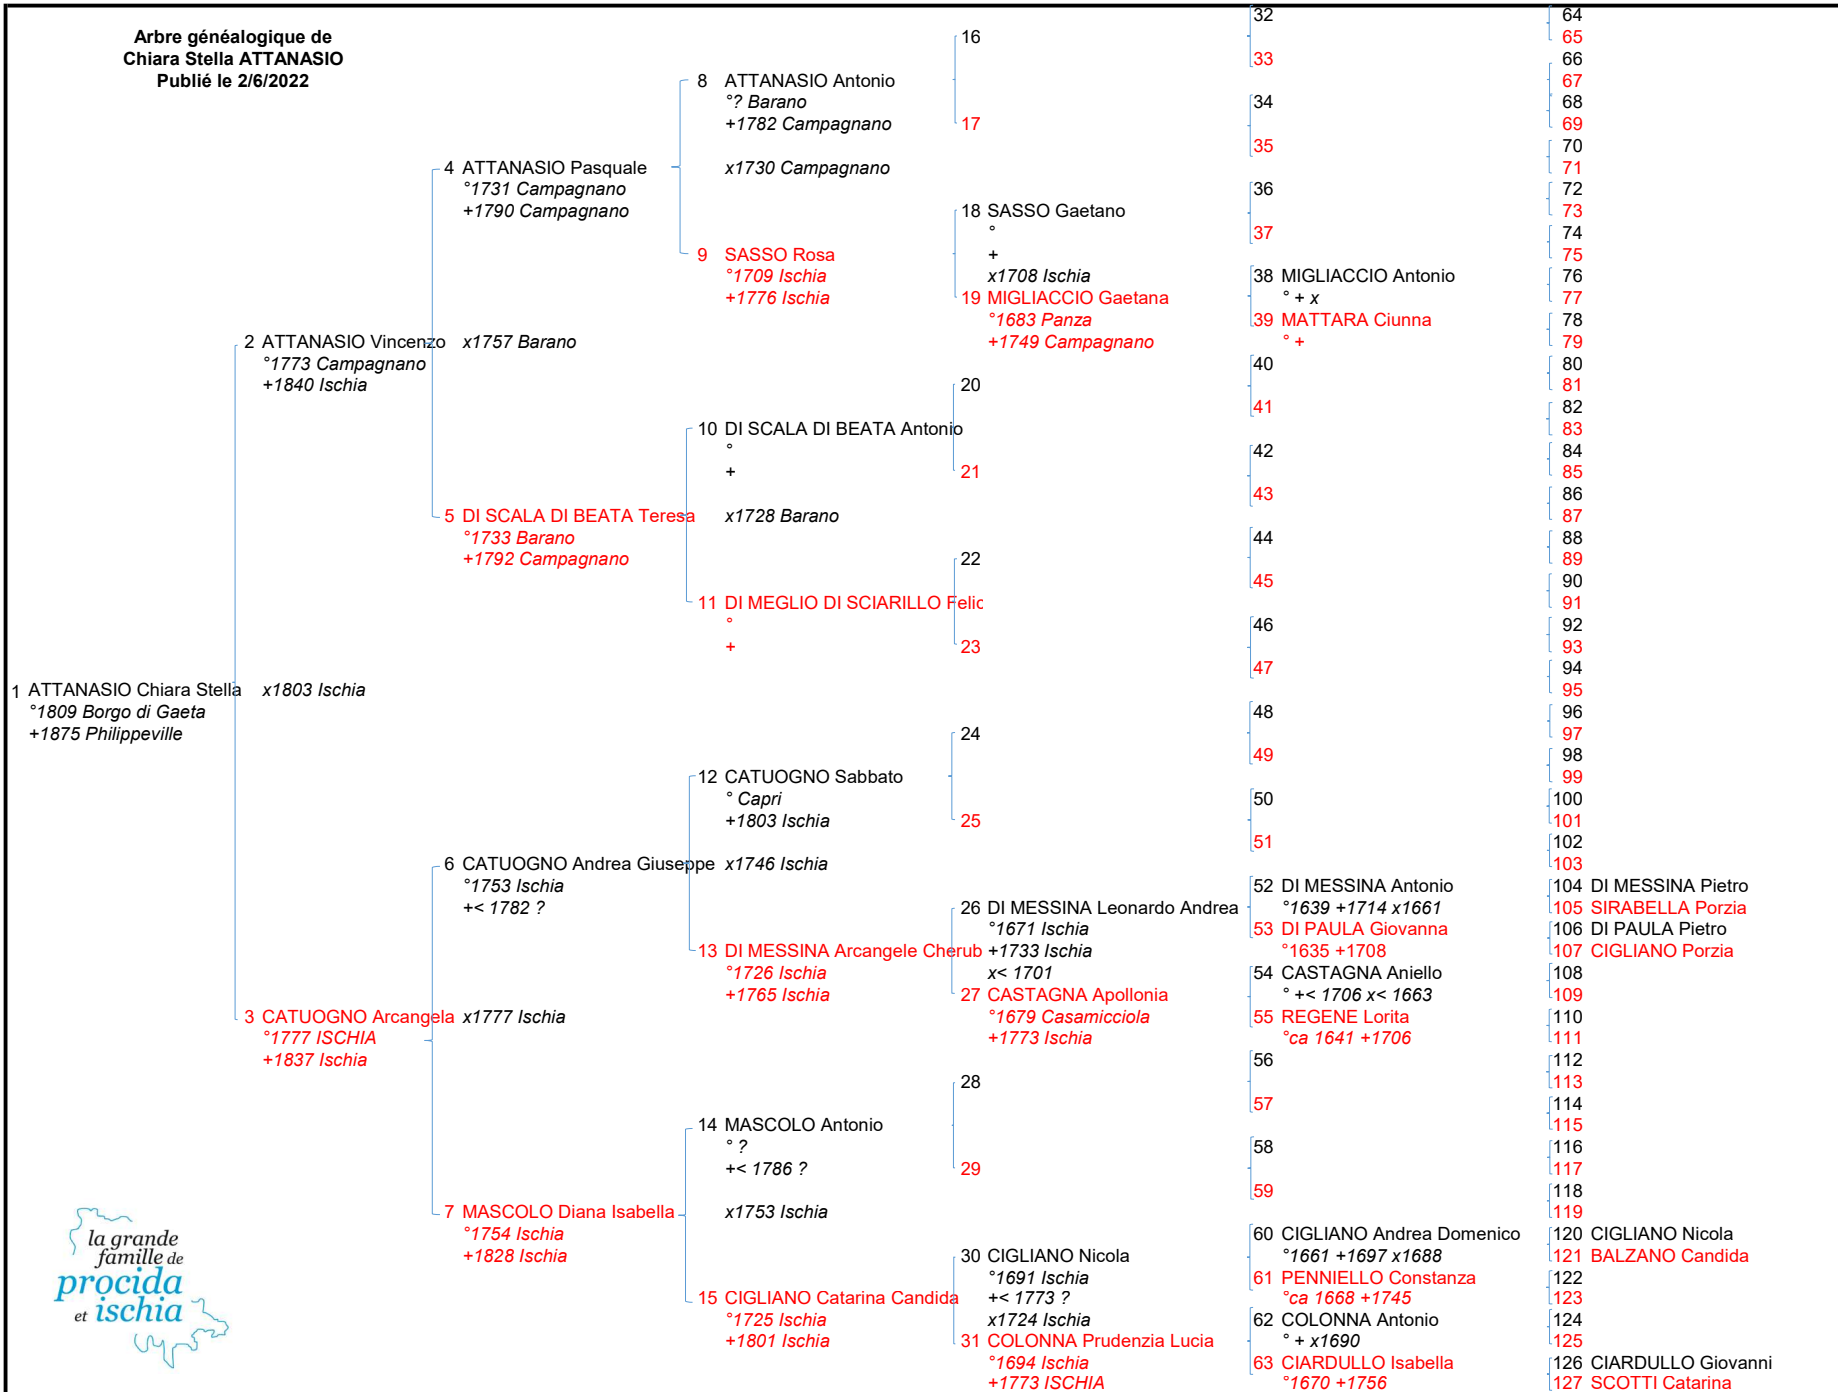 Arbre généalogique de
Chiara Stella ATTANASIO
Publié le 2/6/2022
1 ATTANASIO Chiara Stella
°1809 Borgo di Gaeta
+1875 Philippeville
x1803 Ischia
2 ATTANASIO Vincenzo
°1773 Campagnano
+1840 Ischia
3 CATUOGNO Arcangela
°1777 ISCHIA
+1837 Ischia
4 ATTANASIO Pasquale
°1731 Campagnano
+1790 Campagnano
x1757 Barano
5 DI SCALA DI BEATA Teresa
°1733 Barano
+1792 Campagnano
6 CATUOGNO Andrea Giuseppe
°1753 Ischia
+< 1782 ?
x1777 Ischia
7 MASCOLO Diana Isabella
°1754 Ischia
+1828 Ischia
8 ATTANASIO Antonio
°? Barano
+1782 Campagnano
x1730 Campagnano
9 SASSO Rosa
°1709 Ischia
+1776 Ischia
10 DI SCALA DI BEATA Antonio
°
+
x1728 Barano
11 DI MEGLIO DI SCIARILLO Felic
°
+
12 CATUOGNO Sabbato
° Capri
+1803 Ischia
x1746 Ischia
13 DI MESSINA Arcangele Cherub
°1726 Ischia
+1765 Ischia
14 MASCOLO Antonio
° ?
+< 1786 ?
x1753 Ischia
15 CIGLIANO Catarina Candida
°1725 Ischia
+1801 Ischia
16
17
18 SASSO Gaetano
°
+
x1708 Ischia
19 MIGLIACCIO Gaetana
°1683 Panza
+1749 Campagnano
20
21
22
23
24
25
26 DI MESSINA Leonardo Andrea
°1671 Ischia
+1733 Ischia
x< 1701
27 CASTAGNA Apollonia
°1679 Casamicciola
+1773 Ischia
28
29
30 CIGLIANO Nicola
°1691 Ischia
+< 1773 ?
x1724 Ischia
31 COLONNA Prudenzia Lucia
°1694 Ischia
+1773 ISCHIA
32
33
34
35
36
37
38 MIGLIACCIO Antonio
° + x
39 MATTARA Ciunna
° +
40
41
42
43
44
45
46
47
48
49
50
51
52 DI MESSINA Antonio
°1639 +1714 x1661
53 DI PAULA Giovanna
°1635 +1708
54 CASTAGNA Aniello
° +< 1706 x< 1663
55 REGENE Lorita
°ca 1641 +1706
56
57
58
59
60 CIGLIANO Andrea Domenico
°1661 +1697 x1688
61 PENNIELLO Constanza
°ca 1668 +1745
62 COLONNA Antonio
° + x1690
63 CIARDULLO Isabella
°1670 +1756
64
65
66
67
68
69
70
71
72
73
74
75
76
77
78
79
80
81
82
83
84
85
86
87
88
89
90
91
92
93
94
95
96
97
98
99
100
101
102
103
104 DI MESSINA Pietro
105 SIRABELLA Porzia
106 DI PAULA Pietro
107 CIGLIANO Porzia
108
109
110
111
112
113
114
115
116
117
118
119
120 CIGLIANO Nicola
121 BALZANO Candida
122
123
124
125
126 CIARDULLO Giovanni
127 SCOTTI Catarina
la grande
famille de
procida
et ischia